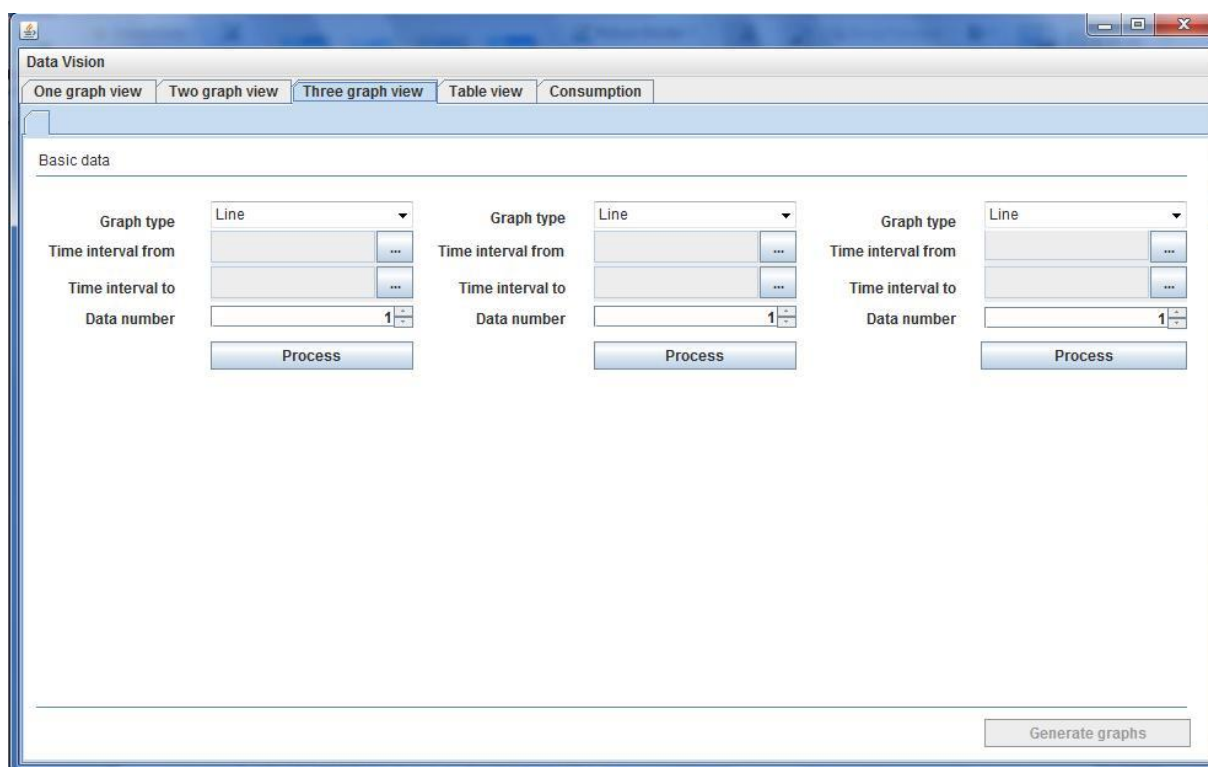 Data Vision
One graph view Two graph view Three graph view Table view Consumption
Basic data
Graph type Line Graph type Line Graph type Line
Time interval from ... Time interval from ... Time interval from ...
Time interval to ... Time interval to ... Time interval to ...
Data number 1 Data number 1 Data number 1
Process Process Process
Generate graphs